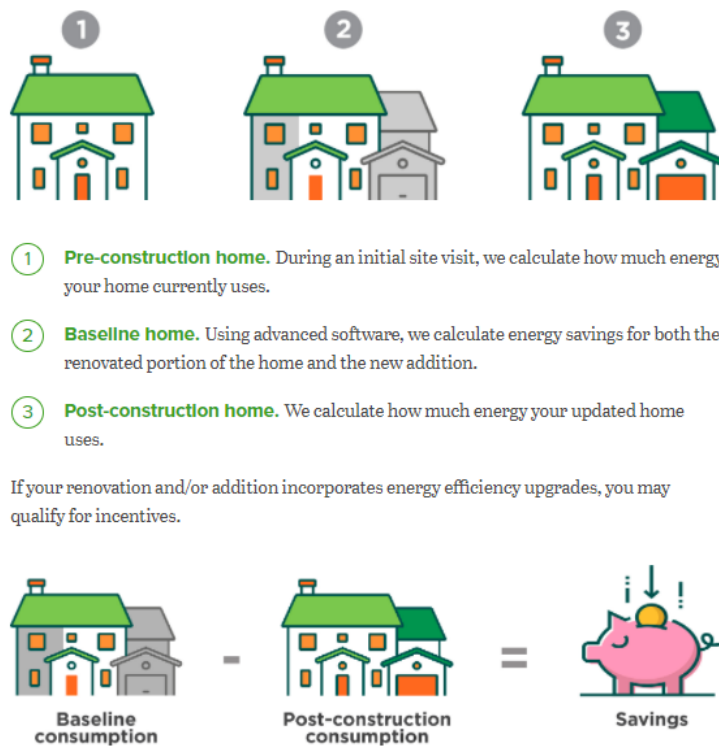 1 2 3
1 Pre-construction home. During an initial site visit, we calculate how much energy
your home currently uses.
2 Baseline home. Using advanced software, we calculate energy savings for both the
renovated portion of the home and the new addition.
3 Post-construction home. We calculate how much energy your updated home
uses.
If your renovation and/or addition incorporates energy efficiency upgrades, you may
qualify for incentives.
- =
Baseline Post-construction Savings
consumption consumption